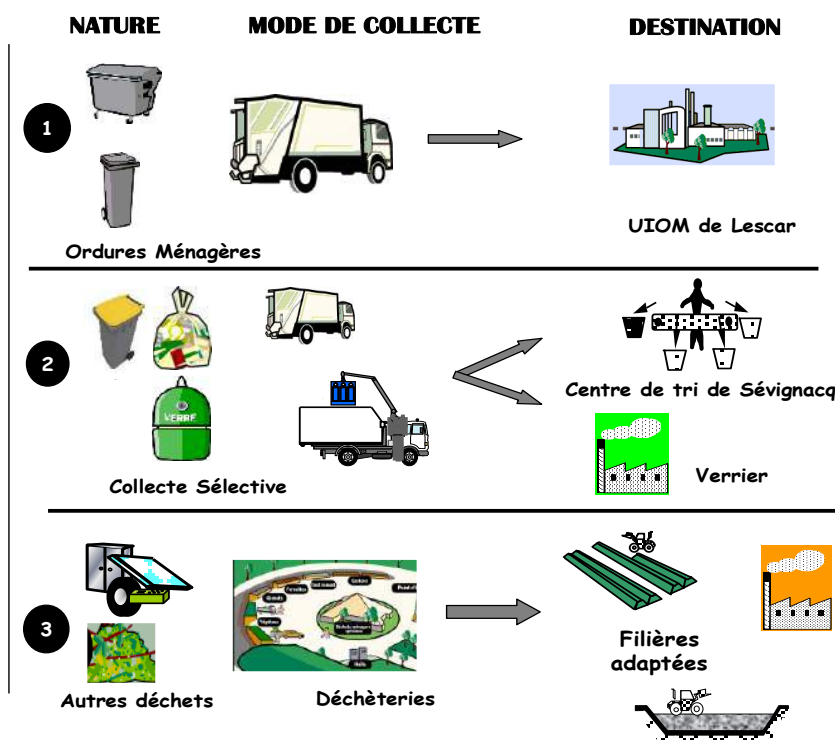 NATURE MODE DE COLLECTE DESTINATION
1
Ordures Ménagères
UIOM de Lescar
2
VERRE
Collecte Sélective
Centre de tri de Sévignacq
Verrier
3
Autres déchets
Déchèteries
Filières
adaptées